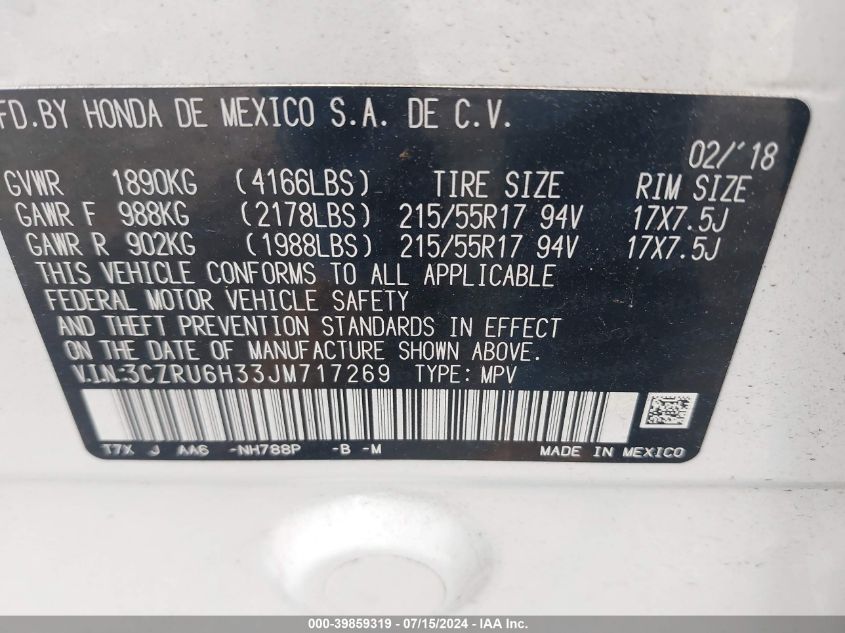 FD.BY HONDA DE MEXICO S.A. DE C.V.
02/'18
GVWR 1890KG (4166LBS) TIRE SIZE RIM SIZE
GAWR F 988KG (2178LBS) 215/55R17 94V 17X7.5J
GAWR R 902KG (1988LBS) 215/55R17 94V 17X7.5J
THIS VEHICLE CONFORMS TO ALL APPLICABLE
FEDERAL MOTOR VEHICLE SAFETY
AND THEFT PREVENTION STANDARDS IN EFFECT
ON THE DATE OF MANUFACTURE SHOWN ABOVE.
V.I.N:3CZRU6H33JM717269 TYPE: MPV
T7X J AA6 -NH788P -B -M MADE IN MEXICO
000-39859319 - 07/15/2024 - IAA Inc.